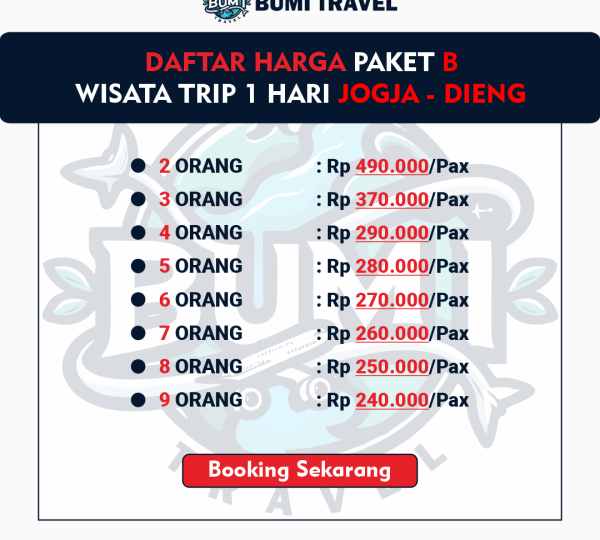 BUMI TRAVEL
DAFTAR HARGA PAKET B
WISATA TRIP 1 HARI JOGJA - DIENG
2 ORANG : Rp 490.000/Pax
3 ORANG : Rp 370.000/Pax
4 ORANG : Rp 290.000/Pax
5 ORANG : Rp 280.000/Pax
6 ORANG : Rp 270.000/Pax
7 ORANG : Rp 260.000/Pax
8 ORANG : Rp 250.000/Pax
9 ORANG : Rp 240.000/Pax
BUMI
Booking Sekarang
TRAVEL